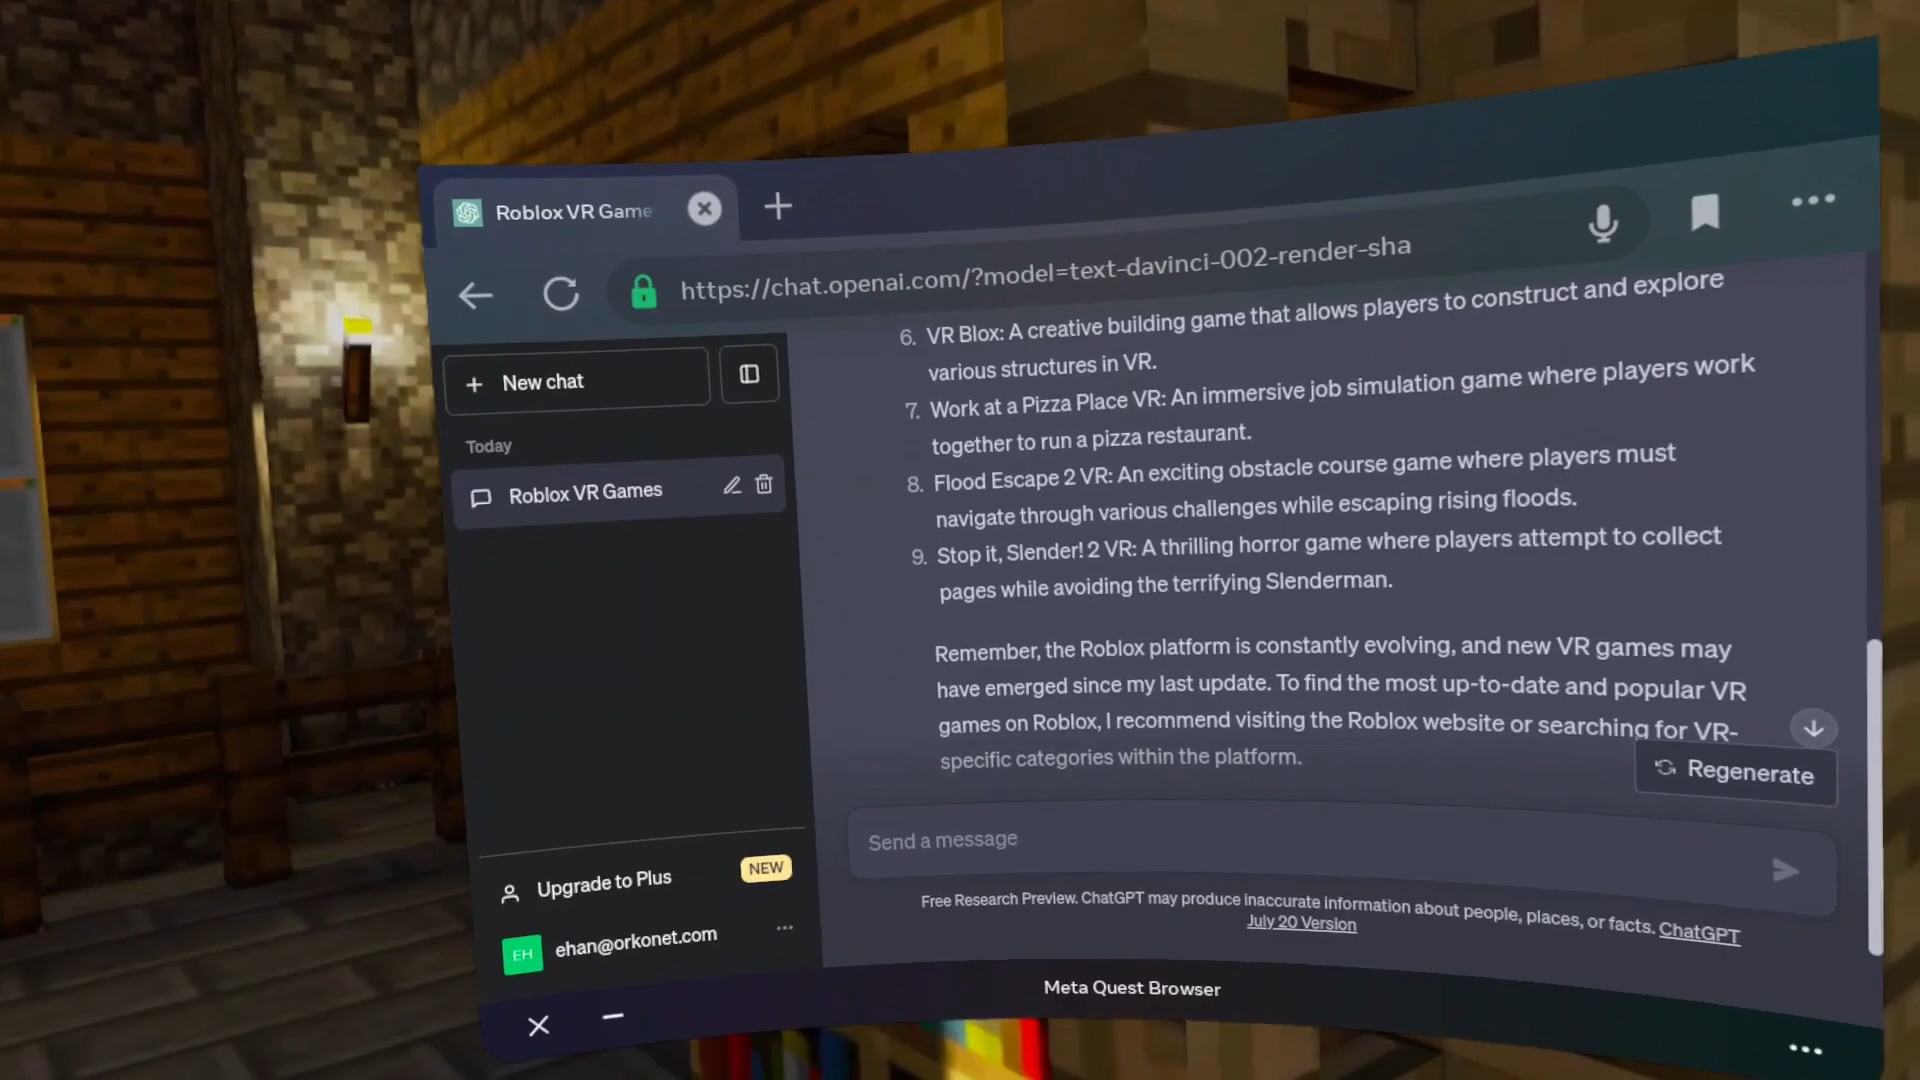 Roblox VR Game
https://chat.openai.com/?model=text-davinci-002-render-sha
New chat
Today
Roblox VR Games
6. VR Blox: A creative building game that allows players to construct and explore
various structures in VR.
7. Work at a Pizza Place VR: An immersive job simulation game where players work
together to run a pizza restaurant.
8. Flood Escape 2 VR: An exciting obstacle course game where players must
navigate through various challenges while escaping rising floods.
9. Stop it, Slender! 2 VR: A thrilling horror game where players attempt to collect
pages while avoiding the terrifying Slenderman.
Remember, the Roblox platform is constantly evolving, and new VR games may
have emerged since my last update. To find the most up-to-date and popular VR
games on Roblox, I recommend visiting the Roblox website or searching for VR-
specific categories within the platform.
Regenerate
Send a message
Free Research Preview. ChatGPT may produce inaccurate information about people, places, or facts. ChatGPT
July 20 Version
Upgrade to Plus NEW
EH ehan@orkonet.com
Meta Quest Browser